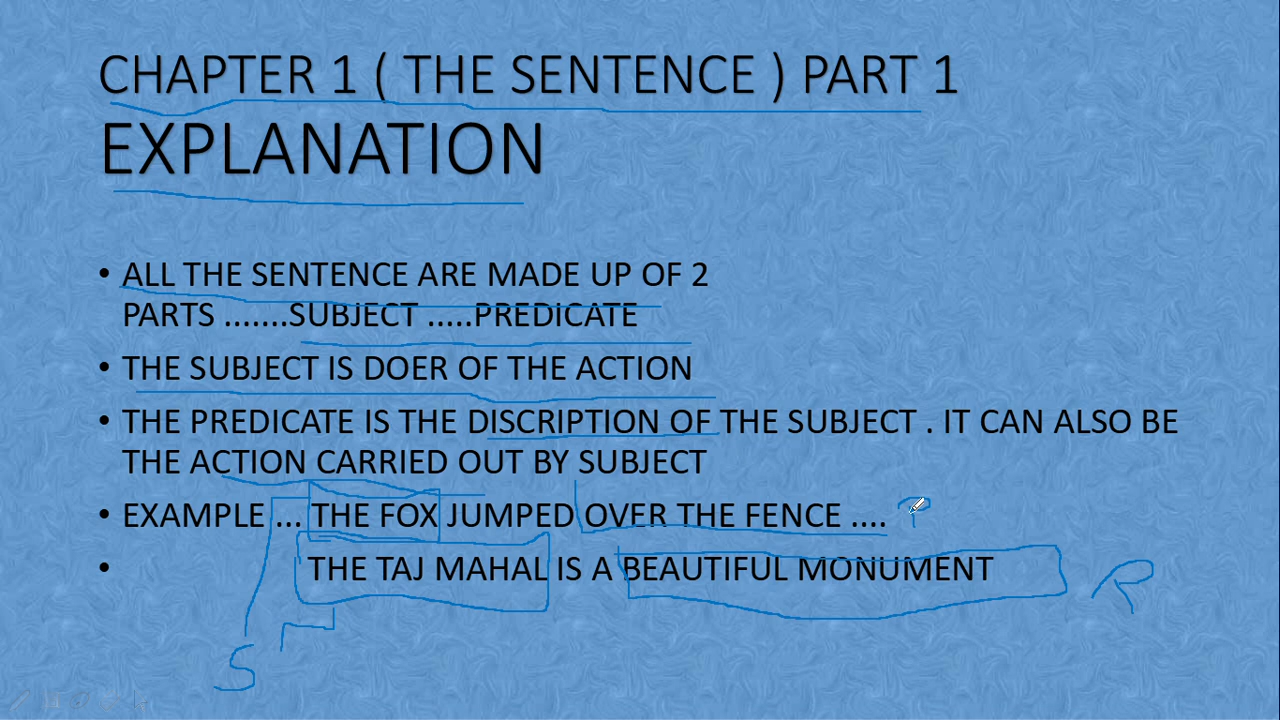 CHAPTER 1 ( THE SENTENCE ) PART 1
EXPLANATION
• ALL THE SENTENCE ARE MADE UP OF 2
PARTS .......SUBJECT .....PREDICATE
• THE SUBJECT IS DOER OF THE ACTION
• THE PREDICATE IS THE DISCRIPTION OF THE SUBJECT . IT CAN ALSO BE
THE ACTION CARRIED OUT BY SUBJECT
• EXAMPLE ... THE FOX JUMPED OVER THE FENCE .... P
• THE TAJ MAHAL IS A BEAUTIFUL MONUMENT
S